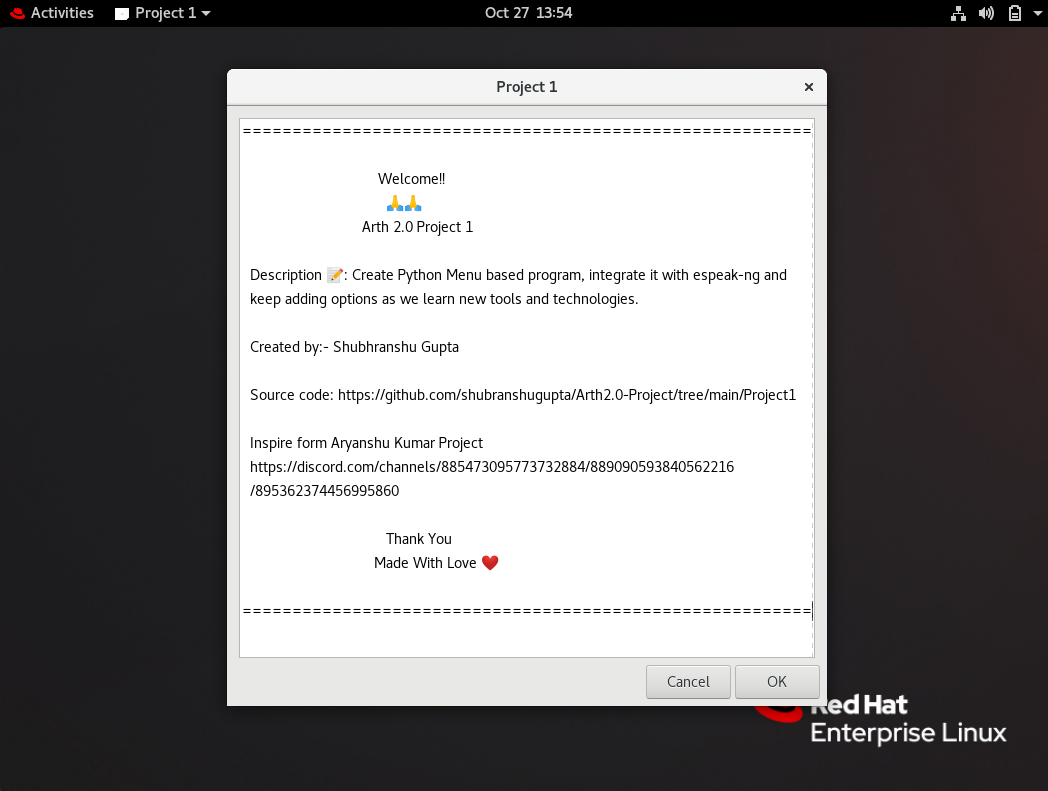 Activities Project 1 Oct 27 13:54
Project 1
=========================================================
Welcome!!
🙏🙏
Arth 2.0 Project 1
Description 📝: Create Python Menu based program, integrate it with espeak-ng and
keep adding options as we learn new tools and technologies.
Created by:- Shubhranshu Gupta
Source code: https://github.com/shubranshugupta/Arth2.0-Project/tree/main/Project1
Inspire form Aryanshu Kumar Project
https://discord.com/channels/885473095773732884/889090593840562216
/895362374456995860
Thank You
Made With Love ❤️
=========================================================
Cancel OK
Red Hat
Enterprise Linux